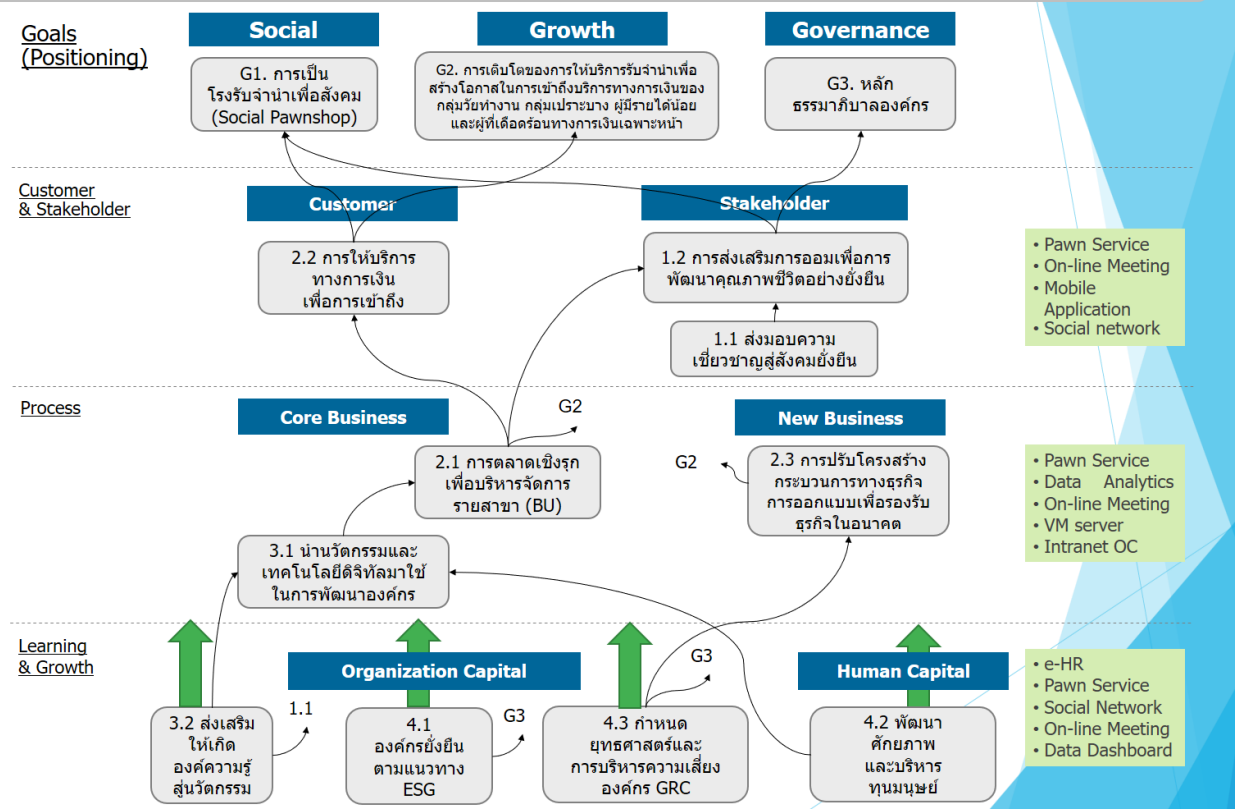 Goals
(Positioning)
Social
Growth
Governance
G1. การเป็น
โรงรับจำนำเพื่อสังคม
(Social Pawnshop)
G2. การเติบโตของการให้บริการรับจำนำเพื่อ
สร้างโอกาสในการเข้าถึงบริการทางการเงินของ
กลุ่มวัยทำงาน กลุ่มเปราะบาง ผู้มีรายได้น้อย
และผู้ที่เดือดร้อนทางการเงินเฉพาะหน้า
G3. หลัก
ธรรมาภิบาลองค์กร
Customer
& Stakeholder
Customer
Stakeholder
2.2 การให้บริการ
ทางการเงิน
เพื่อการเข้าถึง
1.2 การส่งเสริมการออมเพื่อการ
พัฒนาคุณภาพชีวิตอย่างยั่งยืน
1.1 ส่งมอบความ
เชี่ยวชาญสู่สังคมยั่งยืน
• Pawn Service
• On-line Meeting
• Mobile
Application
• Social network
Process
Core Business
G2
New Business
2.1 การตลาดเชิงรุก
เพื่อบริหารจัดการ
รายสาขา (BU)
G2
2.3 การปรับโครงสร้าง
กระบวนการทางธุรกิจ
การออกแบบเพื่อรองรับ
ธุรกิจในอนาคต
3.1 นำนวัตกรรมและ
เทคโนโลยีดิจิทัลมาใช้
ในการพัฒนาองค์กร
• Pawn Service
• Data Analytics
• On-line Meeting
• VM server
• Intranet OC
Learning
& Growth
Organization Capital
G3
Human Capital
3.2 ส่งเสริม
ให้เกิด
องค์ความรู้
สู่นวัตกรรม
1.1
4.1
องค์กรยั่งยืน
ตามแนวทาง
ESG
G3
4.3 กำหนด
ยุทธศาสตร์และ
การบริหารความเสี่ยง
องค์กร GRC
4.2 พัฒนา
ศักยภาพ
และบริหาร
ทุนมนุษย์
• e-HR
• Pawn Service
• Social Network
• On-line Meeting
• Data Dashboard